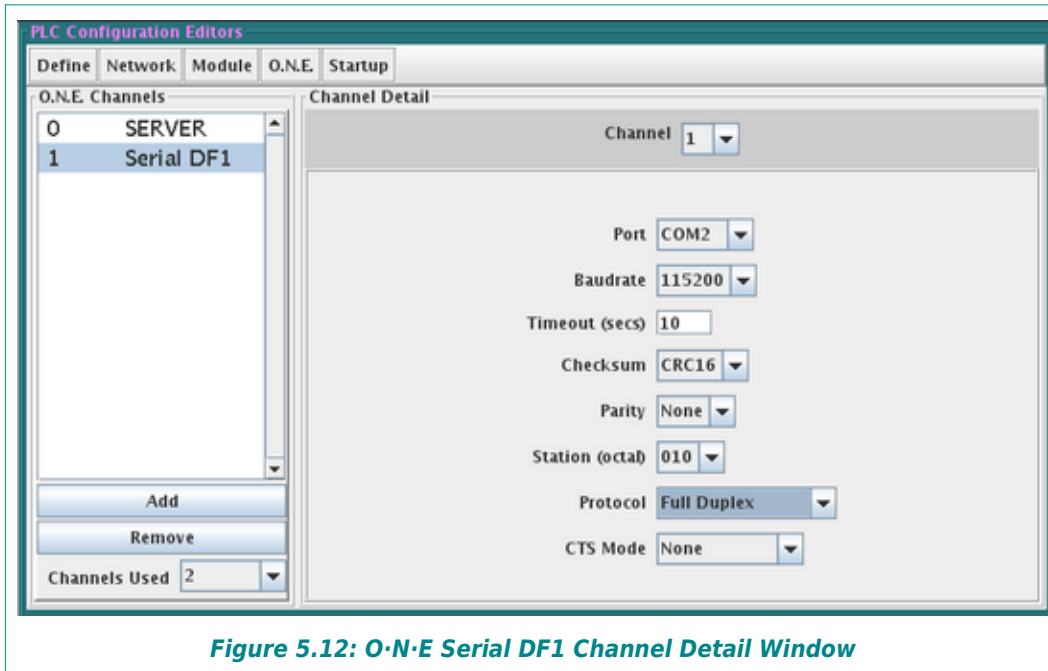 PLC Configuration Editors
Define Network Module O.N.E. Startup
O.N.E. Channels
0 SERVER
1 Serial DF1
Add
Remove
Channels Used 2
Channel Detail
Channel 1
Port COM2
Baudrate 115200
Timeout (secs) 10
Checksum CRC16
Parity None
Station (octal) 010
Protocol Full Duplex
CTS Mode None
Figure 5.12: O·N·E Serial DF1 Channel Detail Window